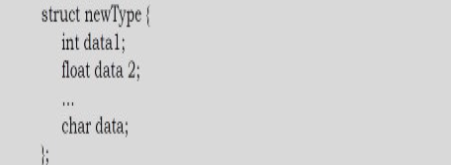 struct newType {
int data1;
float data 2;
...
char data;
};